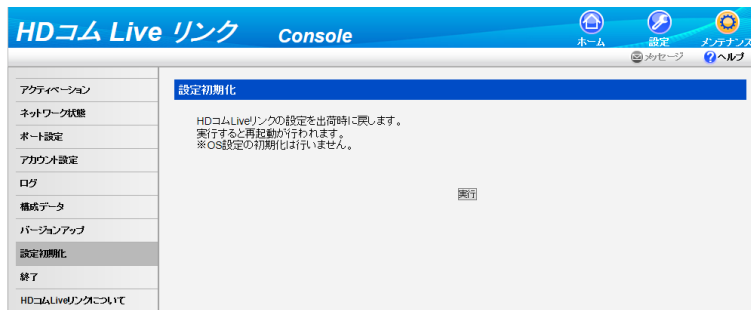 HDコム Live リンク Console
ホーム
設定
メンテナンス
メッセージ
ヘルプ
アクティベーション
ネットワーク状態
ポート設定
アカウント設定
ログ
構成データ
バージョンアップ
設定初期化
終了
HDコムLiveリンクについて
設定初期化
HDコムLiveリンクの設定を出荷時に戻します。
実行すると再起動が行われます。
※OS設定の初期化は行いません。
実行